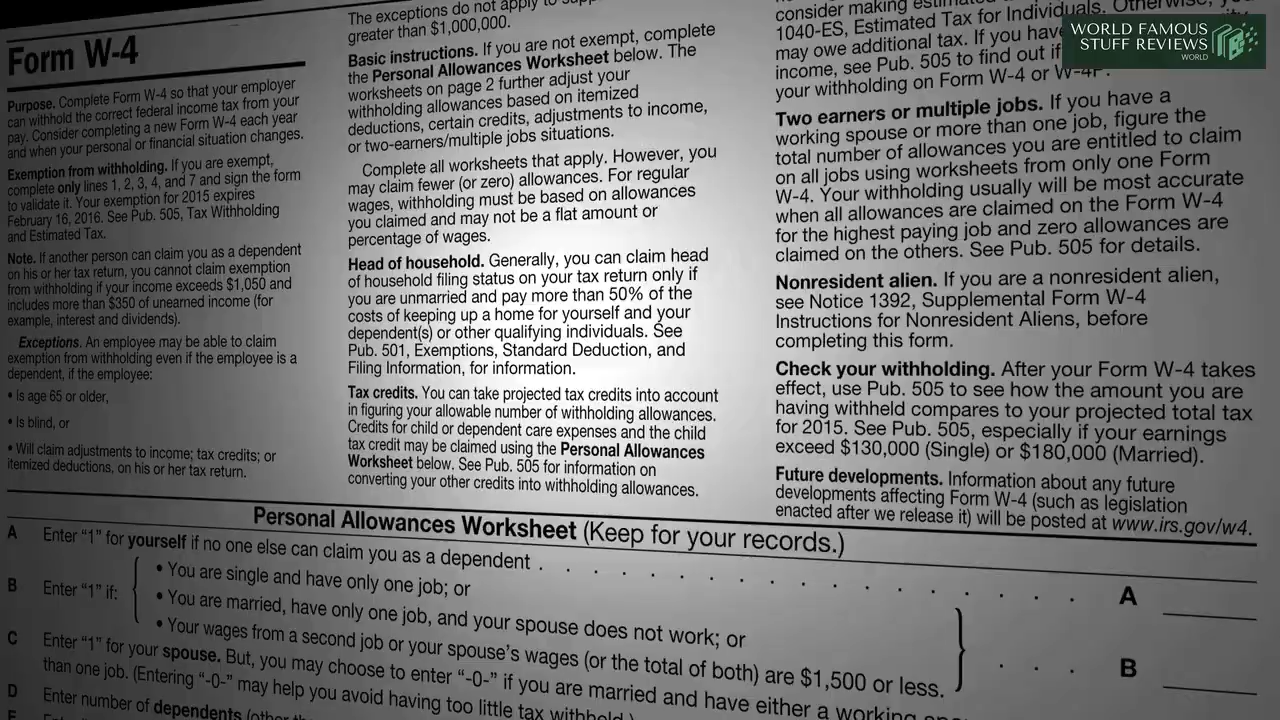 Form W-4
Purpose. Complete Form W-4 so that your employer
can withhold the correct federal income tax from your
pay. Consider completing a new Form W-4 each year
and when your personal or financial situation changes.
Exemption from withholding. If you are exempt,
complete only lines 1, 2, 3, 4, and 7 and sign the form
to validate it. Your exemption for 2015 expires
February 16, 2016. See Pub. 505, Tax Withholding
and Estimated Tax.
Note. If another person can claim you as a dependent
on his or her tax return, you cannot claim exemption
from withholding if your income exceeds $1,050 and
includes more than $350 of unearned income (for
example, interest and dividends).
Exceptions. An employee may be able to claim
exemption from withholding even if the employee is a
dependent, if the employee:
• Is age 65 or older,
• Is blind, or
• Will claim adjustments to income; tax credits; or
itemized deductions, on his or her tax return.
The exceptions do not apply to
greater than $1,000,000.
Basic instructions. If you are not exempt, complete
the Personal Allowances Worksheet below. The
worksheets on page 2 further adjust your
withholding allowances based on itemized
deductions, certain credits, adjustments to income,
or two-earners/multiple jobs situations.
Complete all worksheets that apply. However, you
may claim fewer (or zero) allowances. For regular
wages, withholding must be based on allowances
you claimed and may not be a flat amount or
percentage of wages.
Head of household. Generally, you can claim head
of household filing status on your tax return only if
you are unmarried and pay more than 50% of the
costs of keeping up a home for yourself and your
dependent(s) or other qualifying individuals. See
Pub. 501, Exemptions, Standard Deduction, and
Filing Information, for information.
Tax credits. You can take projected tax credits into account
in figuring your allowable number of withholding allowances.
Credits for child or dependent care expenses and the child
tax credit may be claimed using the Personal Allowances
Worksheet below. See Pub. 505 for information on
converting your other credits into withholding allowances.
consider making
1040-ES, Estimated Tax for Individuals. Otherwise,
may owe additional tax. If you have
income, see Pub. 505 to find out if
your withholding on Form W-4 or W-4P.
Two earners or multiple jobs. If you have a
working spouse or more than one job, figure the
total number of allowances you are entitled to claim
on all jobs using worksheets from only one Form
W-4. Your withholding usually will be most accurate
when all allowances are claimed on the Form W-4
for the highest paying job and zero allowances are
claimed on the others. See Pub. 505 for details.
Nonresident alien. If you are a nonresident alien,
see Notice 1392, Supplemental Form W-4
Instructions for Nonresident Aliens, before
completing this form.
Check your withholding. After your Form W-4 takes
effect, use Pub. 505 to see how the amount you are
having withheld compares to your projected total tax
for 2015. See Pub. 505, especially if your earnings
exceed $130,000 (Single) or $180,000 (Married).
Future developments. Information about any future
developments affecting Form W-4 (such as legislation
enacted after we release it) will be posted at www.irs.gov/w4.
WORLD FAMOUS
STUFF REVIEWS
WORLD
Personal Allowances Worksheet (Keep for your records.)
A Enter “1” for yourself if no one else can claim you as a dependent . . . . . . . . . . . . . . . . . A
• You are single and have only one job; or
B Enter “1” if: • You are married, have only one job, and your spouse does not work; or . . . B
• Your wages from a second job or your spouse’s wages (or the total of both) are $1,500 or less.
C Enter “1” for your spouse. But, you may choose to enter “-0-” if you are married and have either a working
than one job. (Entering “-0-” may help you avoid having too little tax withheld.)
D Enter number of dependents (other
E